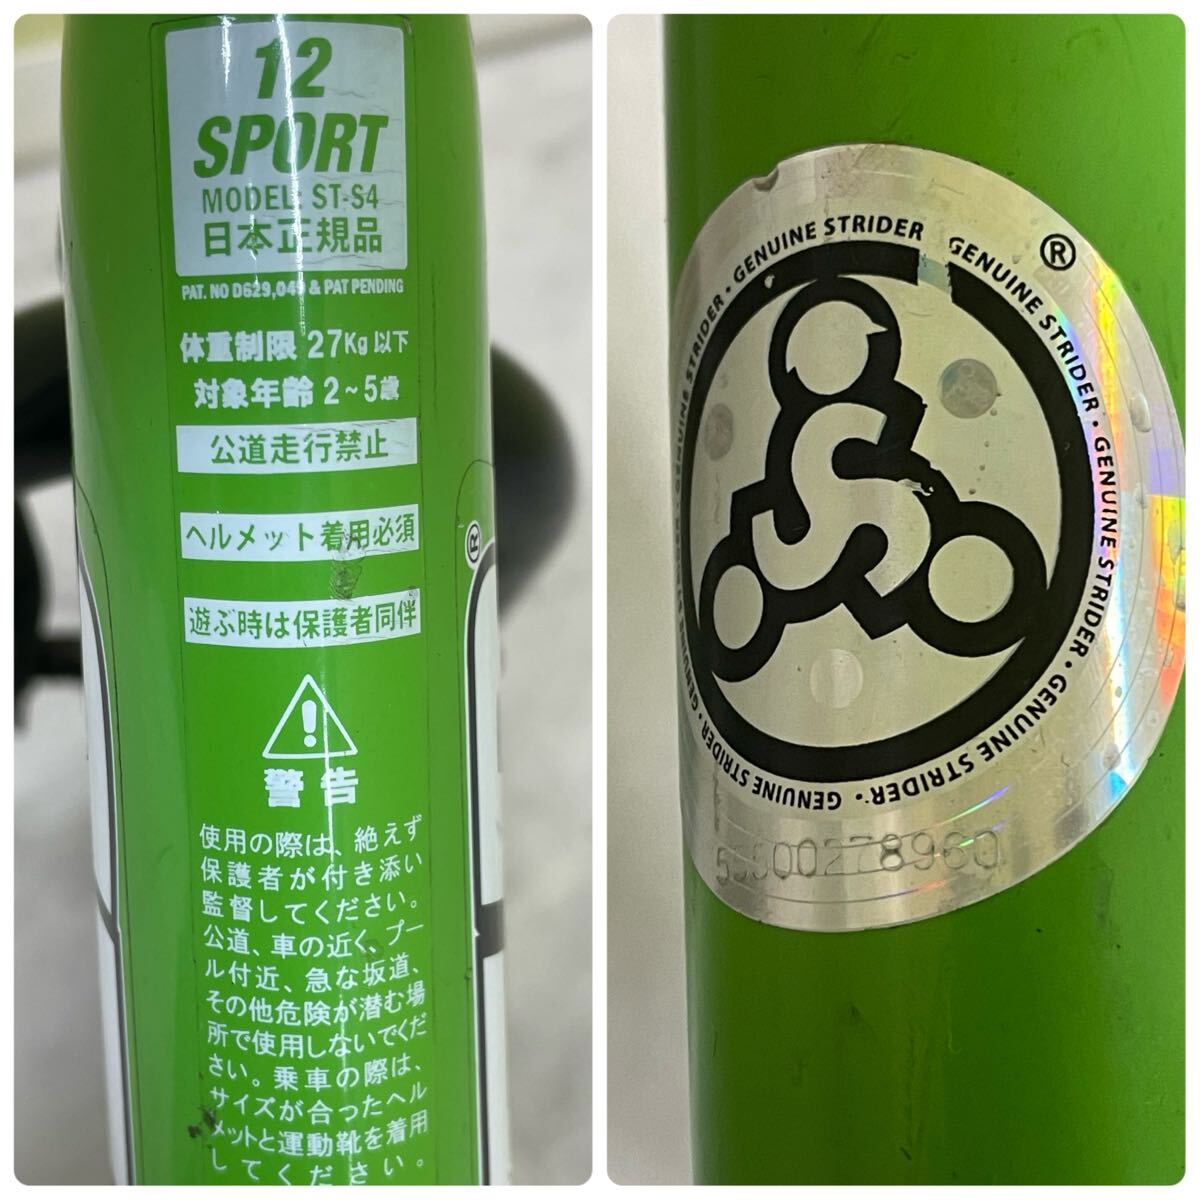 12
SPORT
MODEL: ST-S4
日本正規品
PAT. NO D629,049 & PAT PENDING
体重制限 27Kg 以下
対象年齢 2~5歳
公道走行禁止
ヘルメット着用必須
遊ぶ時は保護者同伴
警告
使用の際は、絶えず
保護者が付き添い
監督してください。
公道、車の近く、プー
ル付近、急な坂道、
その他危険が潜む場
所で使用しないでくだ
さい。乗車の際は、
サイズが合ったヘル
メットと運動靴を着用
してください。
®
GENUINE STRIDER GENUINE STRIDER · GENUINE STRIDER · GENUINE STRIDER · GENUINE STRIDER · GENUINE STRIDER ·
®
S